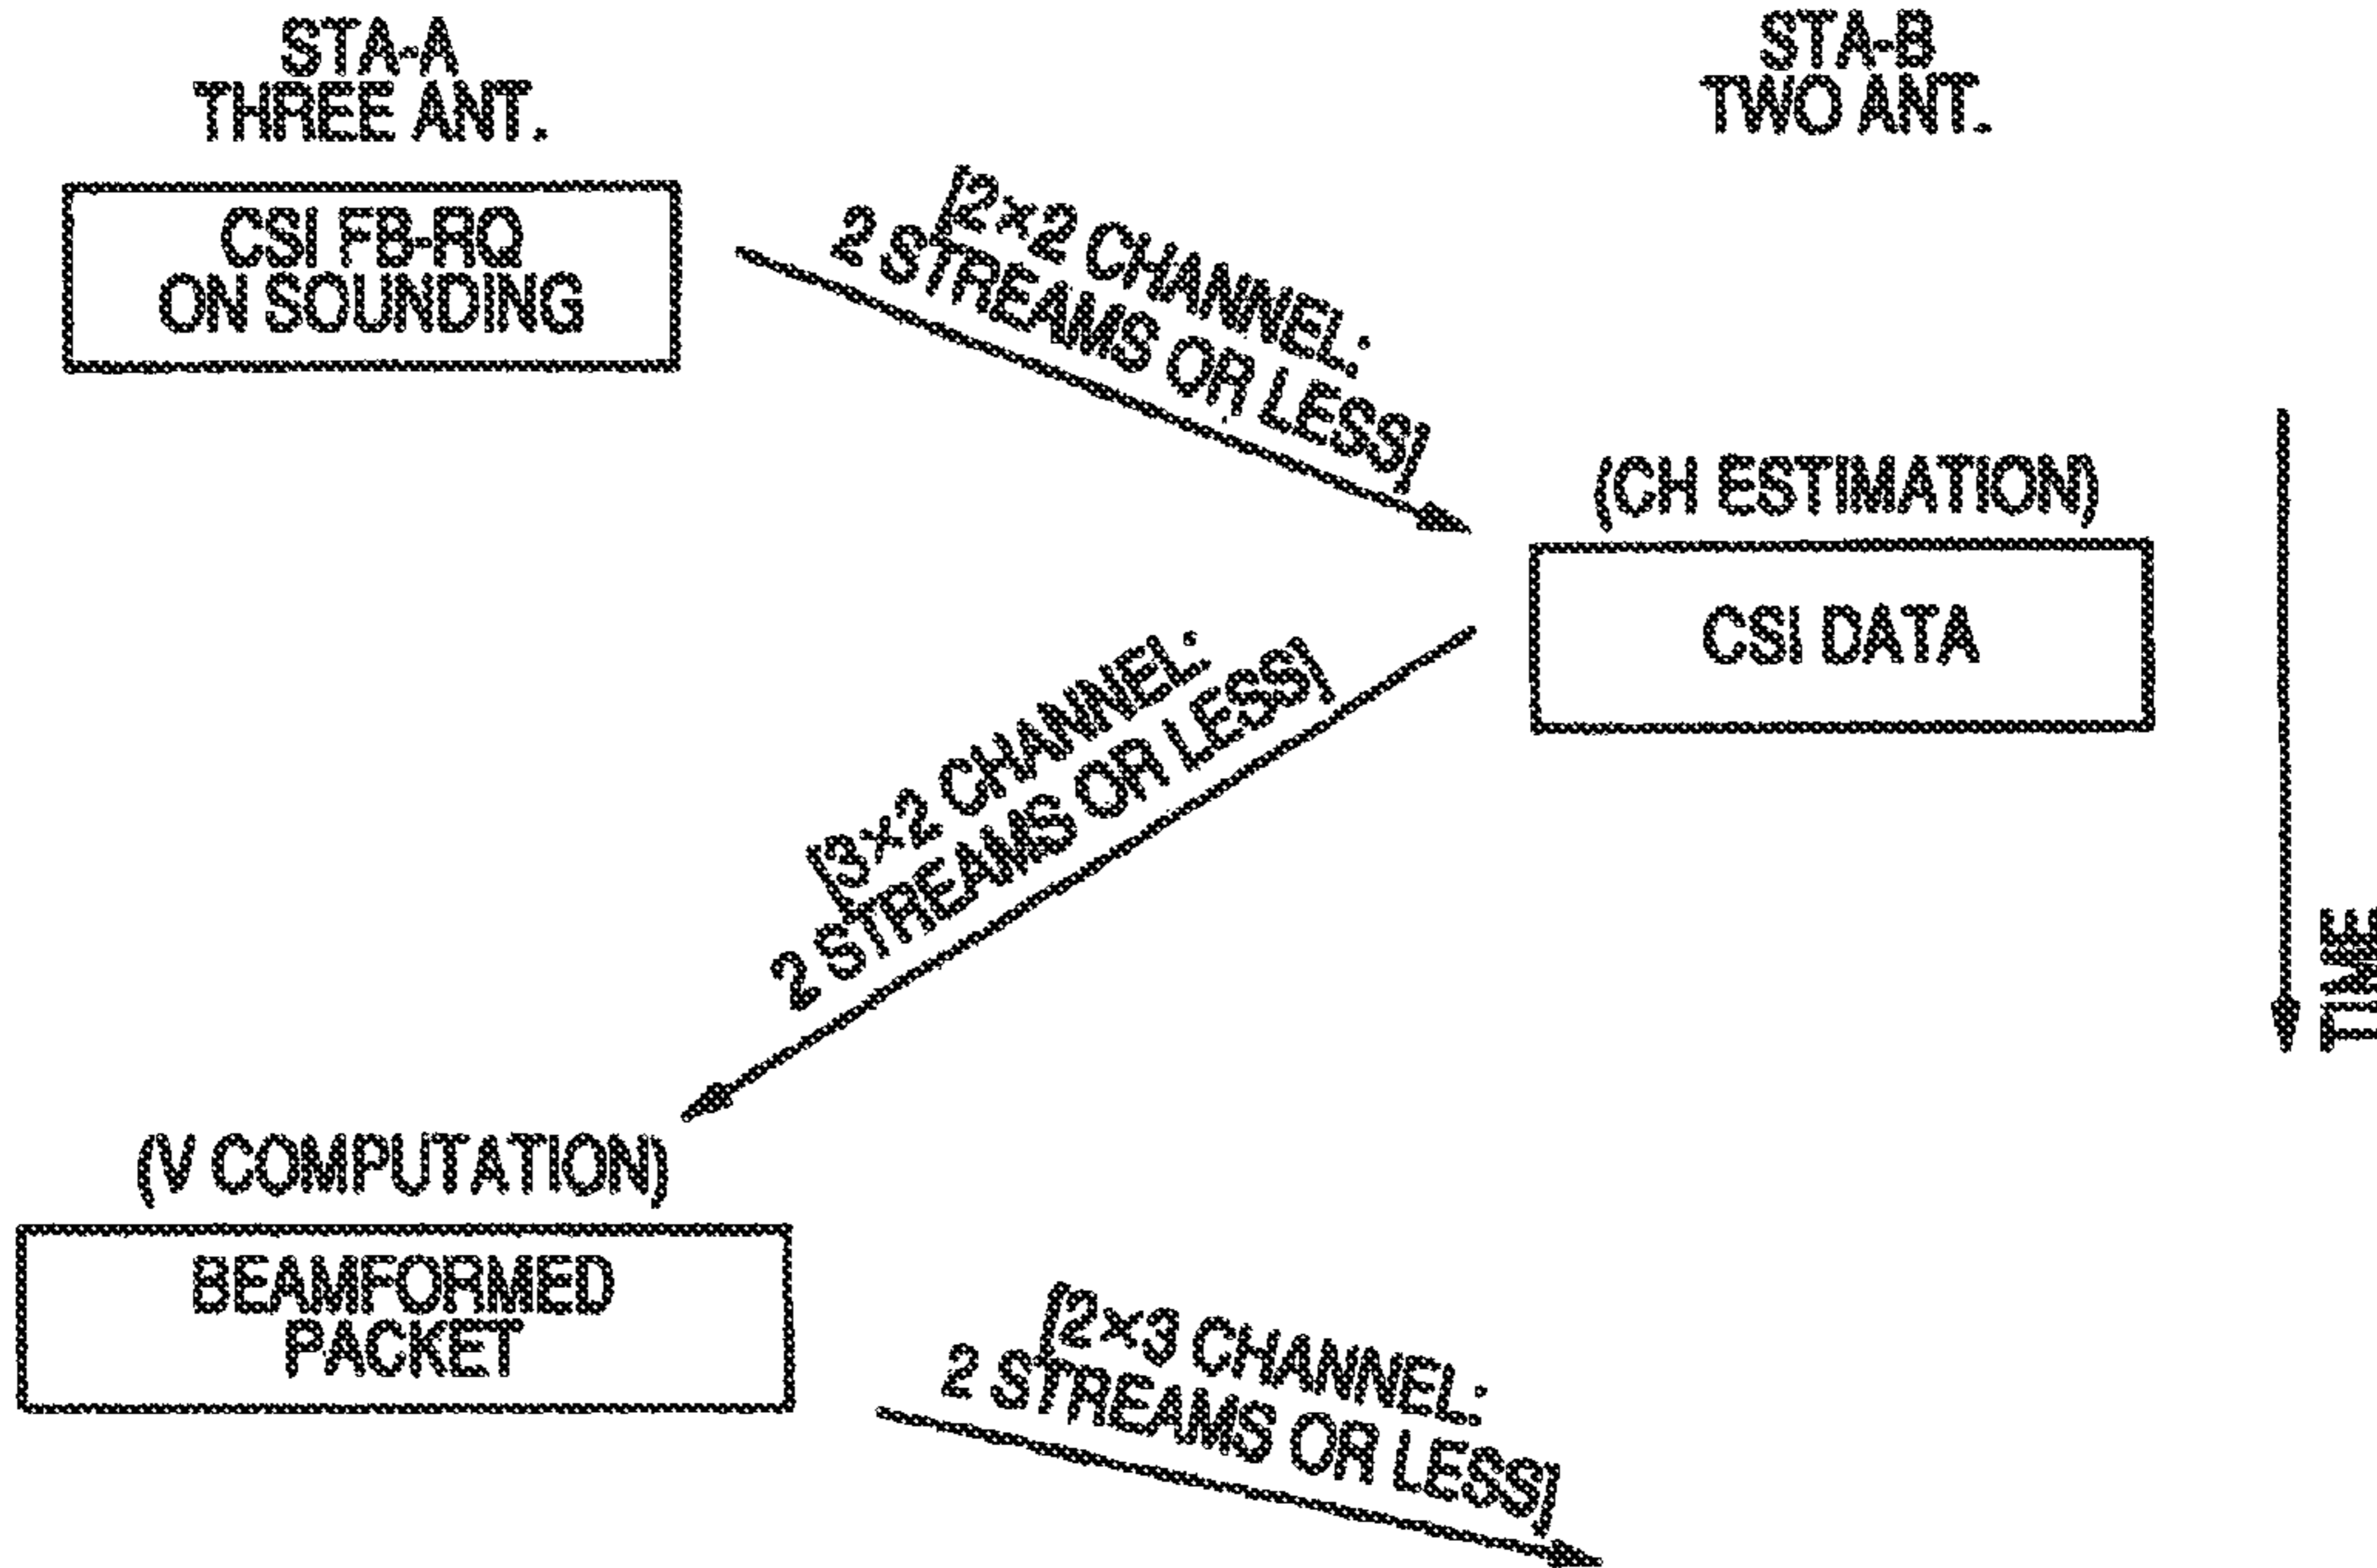 STA-A
THREE ANT.
STA-B
TWO ANT.
CSI FB-RQ
ON SOUNDING
[2×2 CHANNEL:
2 STREAMS OR LESS]
(CH ESTIMATION)
CSI DATA
[3×2 CHANNEL:
2 STREAMS OR LESS]
TIME
(V COMPUTATION)
BEAMFORMED
PACKET
[2×3 CHANNEL:
2 STREAMS OR LESS]